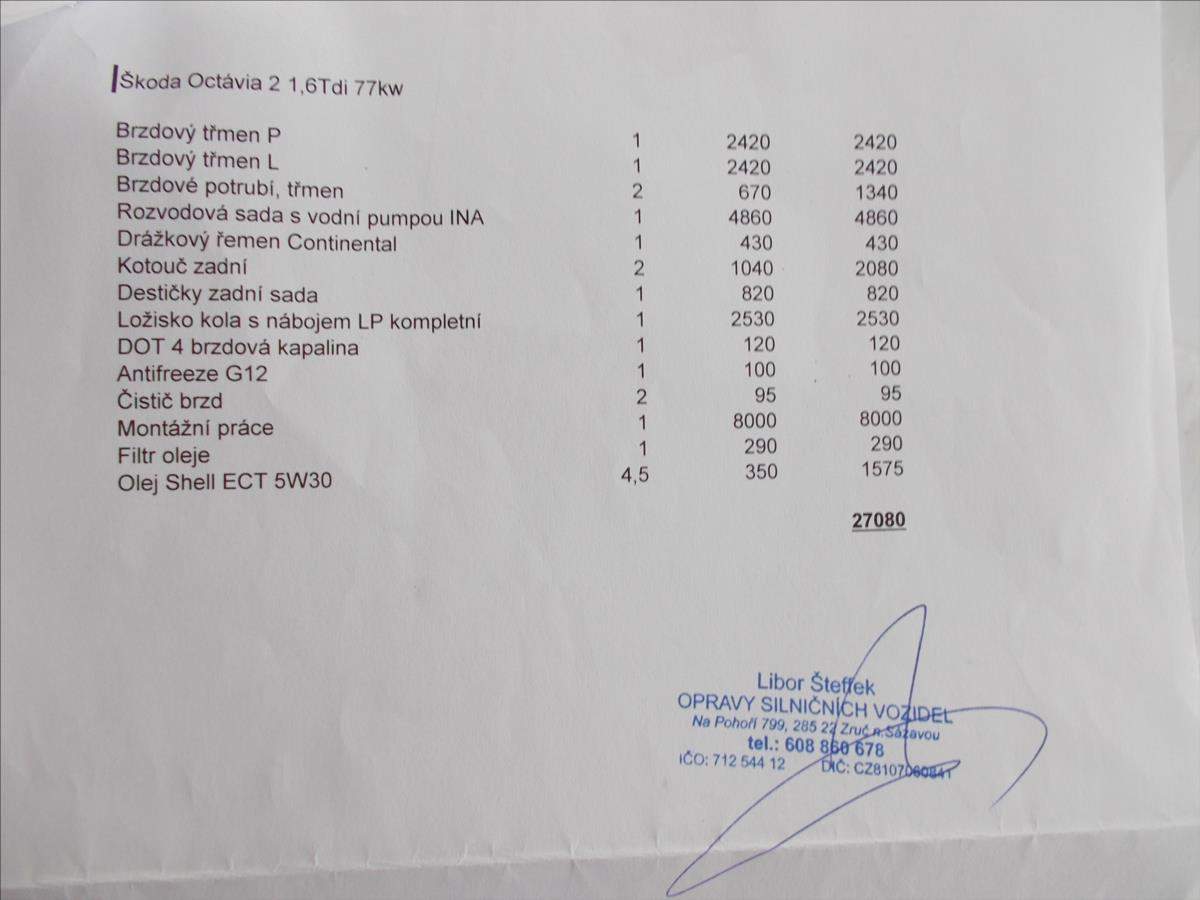 Škoda Octávia 2 1,6Tdi 77kw
Brzdový třmen P 1 2420 2420
Brzdový třmen L 1 2420 2420
Brzdové potrubí, třmen 2 670 1340
Rozvodová sada s vodní pumpou INA 1 4860 4860
Drážkový řemen Continental 1 430 430
Kotouč zadní 2 1040 2080
Destičky zadní sada 1 820 820
Ložisko kola s nábojem LP kompletní 1 2530 2530
DOT 4 brzdová kapalina 1 120 120
Antifreeze G12 1 100 100
Čistič brzd 2 95 95
Montážní práce 1 8000 8000
Filtr oleje 1 290 290
Olej Shell ECT 5W30 4,5 350 1575
27080
Libor Šteffek
OPRAVY SILNIČNÍCH VOZIDEL
Na Pohoří 799, 285 22 Zruč n.Sázavou
tel.: 608 860 678
IČO: 712 544 12 DIČ: